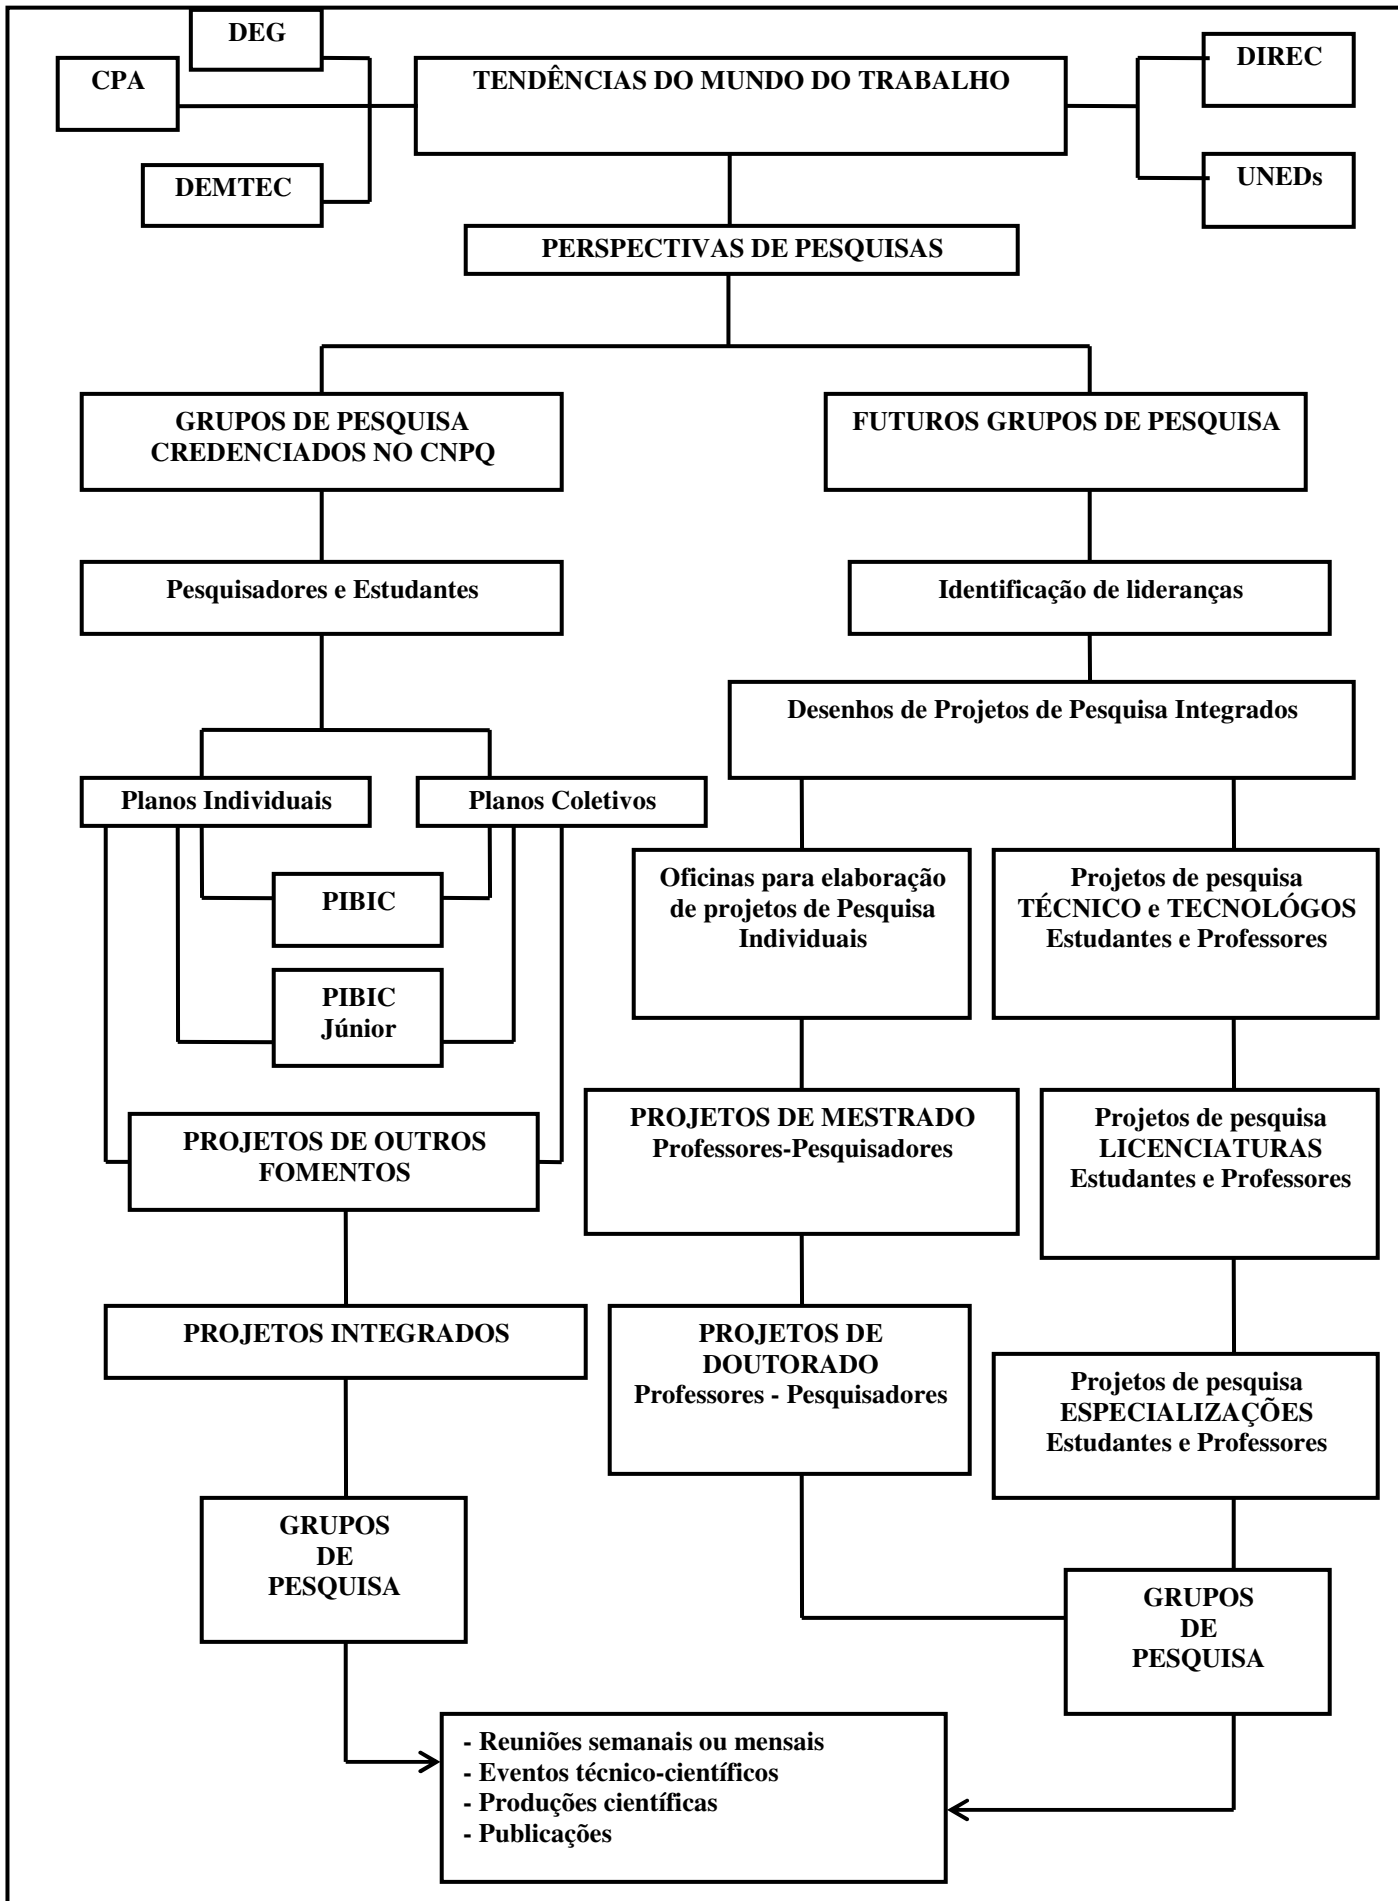 DEG
CPA
TENDÊNCIAS DO MUNDO DO TRABALHO
DIREC
DEMTEC
UNEDs
PERSPECTIVAS DE PESQUISAS
GRUPOS DE PESQUISA
CREDENCIADOS NO CNPQ
FUTUROS GRUPOS DE PESQUISA
Pesquisadores e Estudantes
Identificação de lideranças
Desenhos de Projetos de Pesquisa Integrados
Planos Individuais
Planos Coletivos
PIBIC
PIBIC
Júnior
Oficinas para elaboração
de projetos de Pesquisa
Individuais
Projetos de pesquisa
TÉCNICO e TECNOLÓGOS
Estudantes e Professores
PROJETOS DE OUTROS
FOMENTOS
PROJETOS DE MESTRADO
Professores-Pesquisadores
Projetos de pesquisa
LICENCIATURAS
Estudantes e Professores
PROJETOS INTEGRADOS
PROJETOS DE
DOUTORADO
Professores - Pesquisadores
Projetos de pesquisa
ESPECIALIZAÇÕES
Estudantes e Professores
GRUPOS
DE
PESQUISA
GRUPOS
DE
PESQUISA
- Reuniões semanais ou mensais
- Eventos técnico-científicos
- Produções científicas
- Publicações